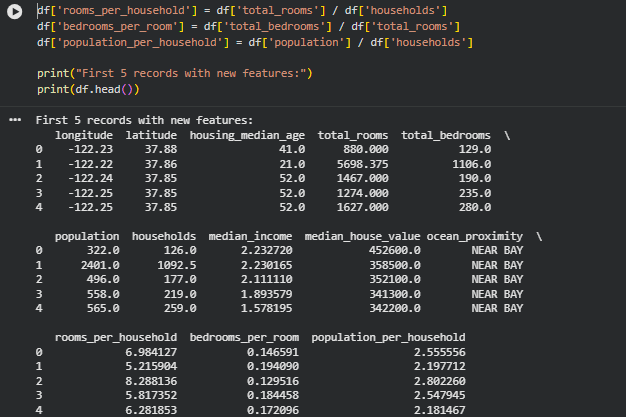 df['rooms_per_household'] = df['total_rooms'] / df['households']
df['bedrooms_per_room'] = df['total_bedrooms'] / df['total_rooms']
df['population_per_household'] = df['population'] / df['households']
print("First 5 records with new features:")
print(df.head())
First 5 records with new features:
longitude latitude housing_median_age total_rooms total_bedrooms \
0 -122.23 37.88 41.0 880.000 129.0
1 -122.22 37.86 21.0 5698.375 1106.0
2 -122.24 37.85 52.0 1467.000 190.0
3 -122.25 37.85 52.0 1274.000 235.0
4 -122.25 37.85 52.0 1627.000 280.0
population households median_income median_house_value ocean_proximity \
0 322.0 126.0 2.232720 452600.0 NEAR BAY
1 2401.0 1092.5 2.230165 358500.0 NEAR BAY
2 496.0 177.0 2.111110 352100.0 NEAR BAY
3 558.0 219.0 1.893579 341300.0 NEAR BAY
4 565.0 259.0 1.578195 342200.0 NEAR BAY
rooms_per_household bedrooms_per_room population_per_household
0 6.984127 0.146591 2.555556
1 5.215904 0.194090 2.197712
2 8.288136 0.129516 2.802260
3 5.817352 0.184458 2.547945
4 6.281853 0.172096 2.181467